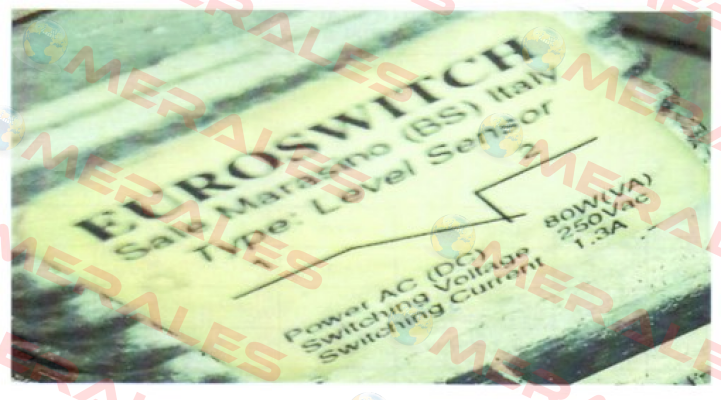 EUROSWITCH
Sale Marasino (BS) Italy
Type: Level Sensor
1
2
Power AC (DC) 80W(VA)
Switching Voltage 250Vac
Switching Current 1.3A
OMERALES